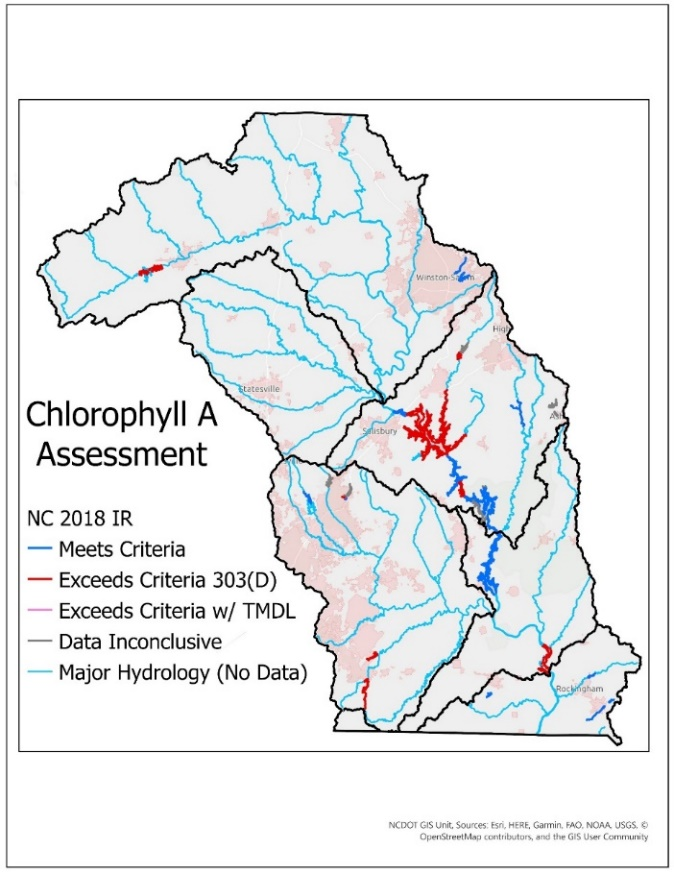 Winston-Salem
High
Statesville
Chlorophyll A
Assessment
Salisbury
NC 2018 IR
Meets Criteria
Exceeds Criteria 303(D)
Exceeds Criteria w/ TMDL
Data Inconclusive
Major Hydrology (No Data)
Rockingham
NCDOT GIS Unit, Sources: Esri, HERE, Garmin, FAO, NOAA, USGS, ©
OpenStreetMap contributors, and the GIS User Community